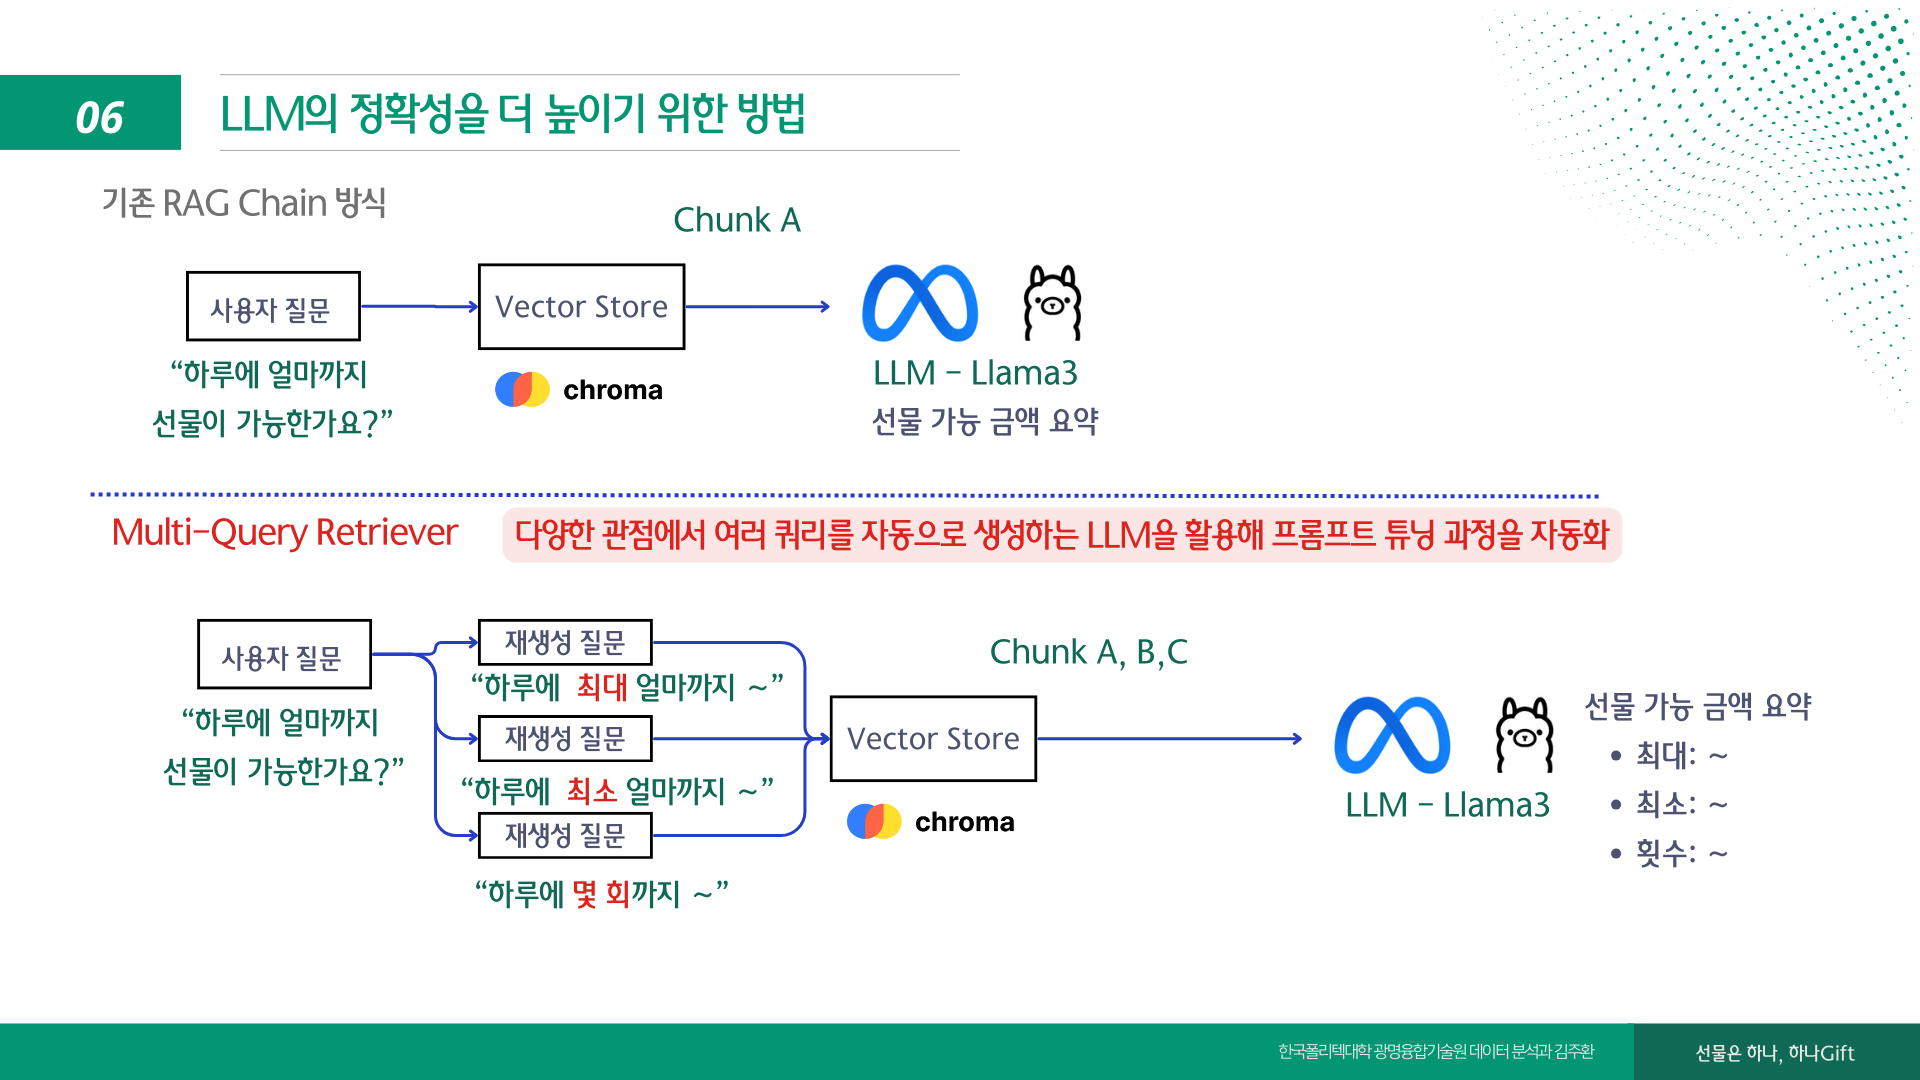 06
LLM의 정확성을 더 높이기 위한 방법
기존 RAG Chain 방식
Chunk A
사용자 질문
Vector Store
“하루에 얼마까지
선물이 가능한가요?”
chroma
LLM - Llama3
선물 가능 금액 요약
Multi-Query Retriever
다양한 관점에서 여러 쿼리를 자동으로 생성하는 LLM을 활용해 프롬프트 튜닝 과정을 자동화
사용자 질문
“하루에 얼마까지
선물이 가능한가요?”
재생성 질문
“하루에 최대 얼마까지 ~”
재생성 질문
“하루에 최소 얼마까지 ~”
재생성 질문
“하루에 몇 회까지 ~”
Vector Store
chroma
Chunk A, B,C
LLM - Llama3
선물 가능 금액 요약
• 최대: ~
• 최소: ~
• 횟수: ~
한국폴리텍대학 광명융합기술원 데이터 분석과 김주환
선물은 하나, 하나Gift